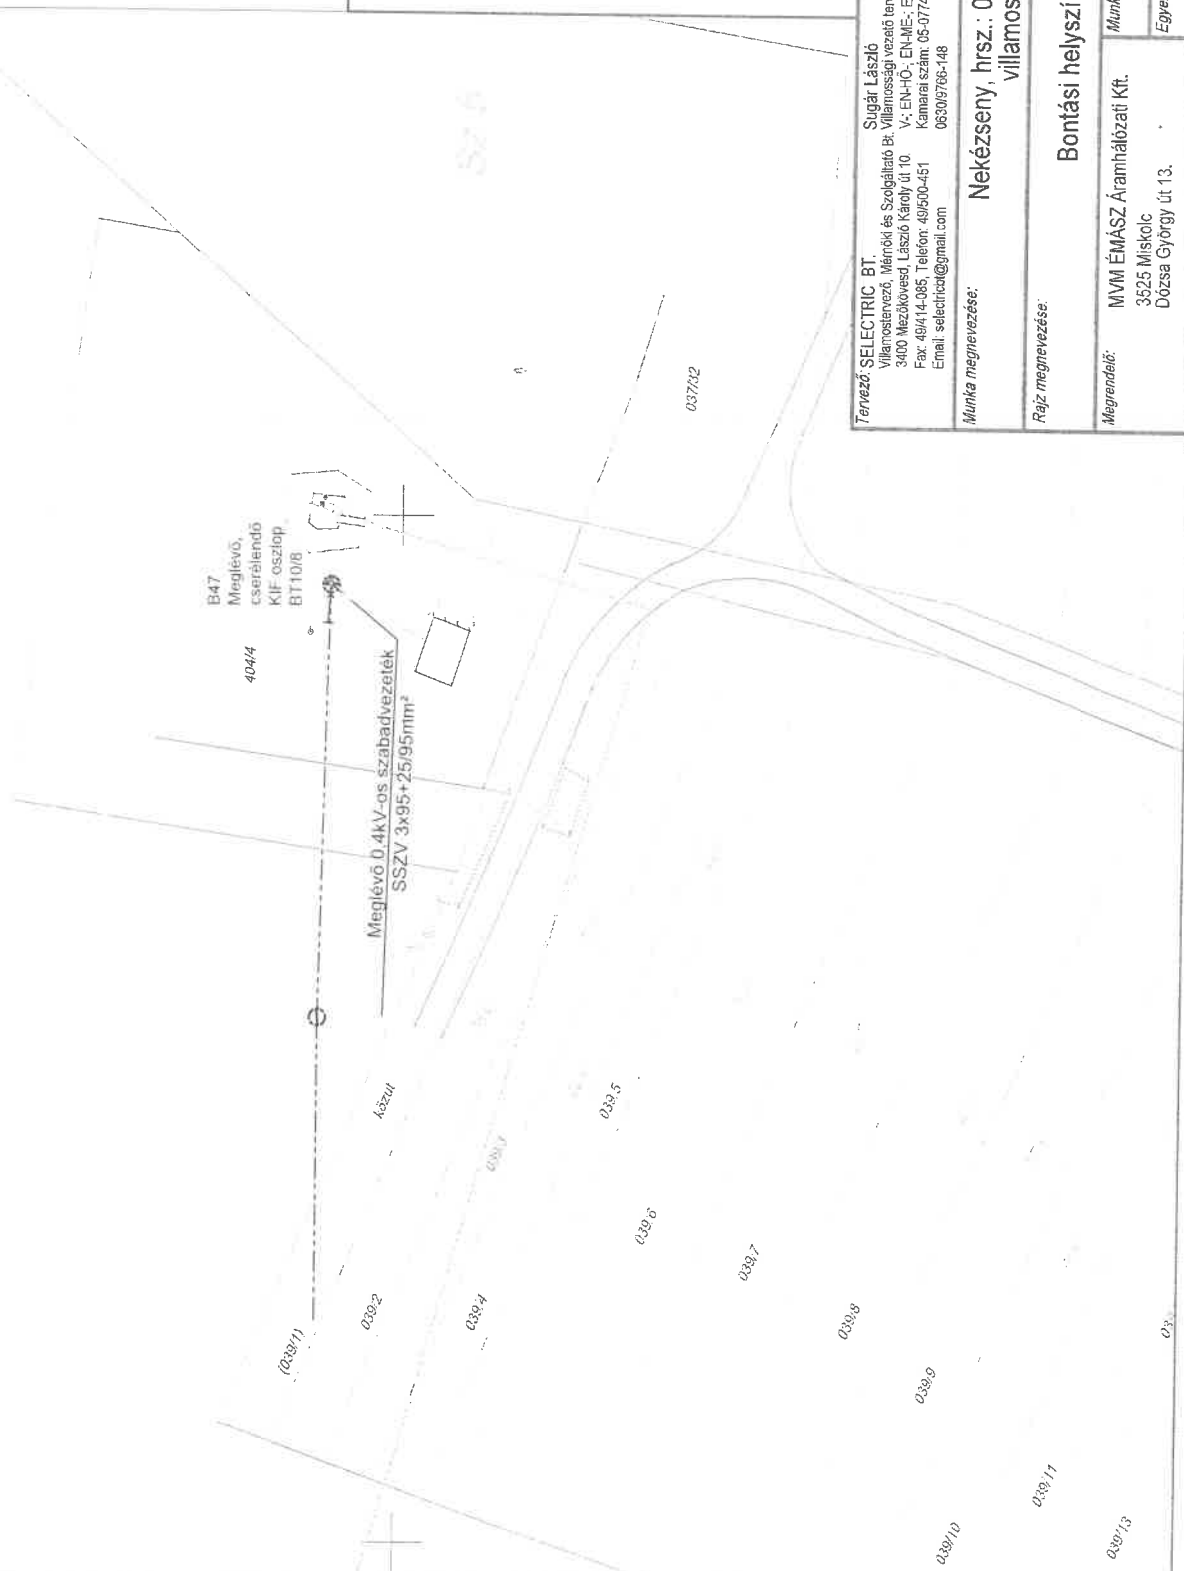 B47
Meglévő,
cserélendő
KIF oszlop
BT10/8
404/4
Meglévő 0,4kV-os szabadvezeték
SSZV 3x95+25/95mm²
037/32
közút
(039/1)
039/2
039/3
039/4
039/5
039/6
039/7
039/8
039/9
039/10
039/11
039/13
Tervező: SELECTRIC BT.
Villamostervező, Mérnöki és Szolgáltató Bt.
3400 Mezőkövesd, László Károly út 10.
Fax: 49/414-085, Telefon: 49/500-451
Email: selectricbt@gmail.com
Sugár László
Villamossági vezető ter
V-; EN-HŐ-; EN-ME-; E
Kamarai szám: 05-0774
0630/9766-148
Munka megnevezése:
Nekézseny, hrsz.: 0
villamos
Rajz megnevezése:
Bontási helyszí
Megrendelő:
MVM ÉMÁSZ Áramhálózati Kft.
3525 Miskolc
Dózsa György út 13.
Munk
Egye